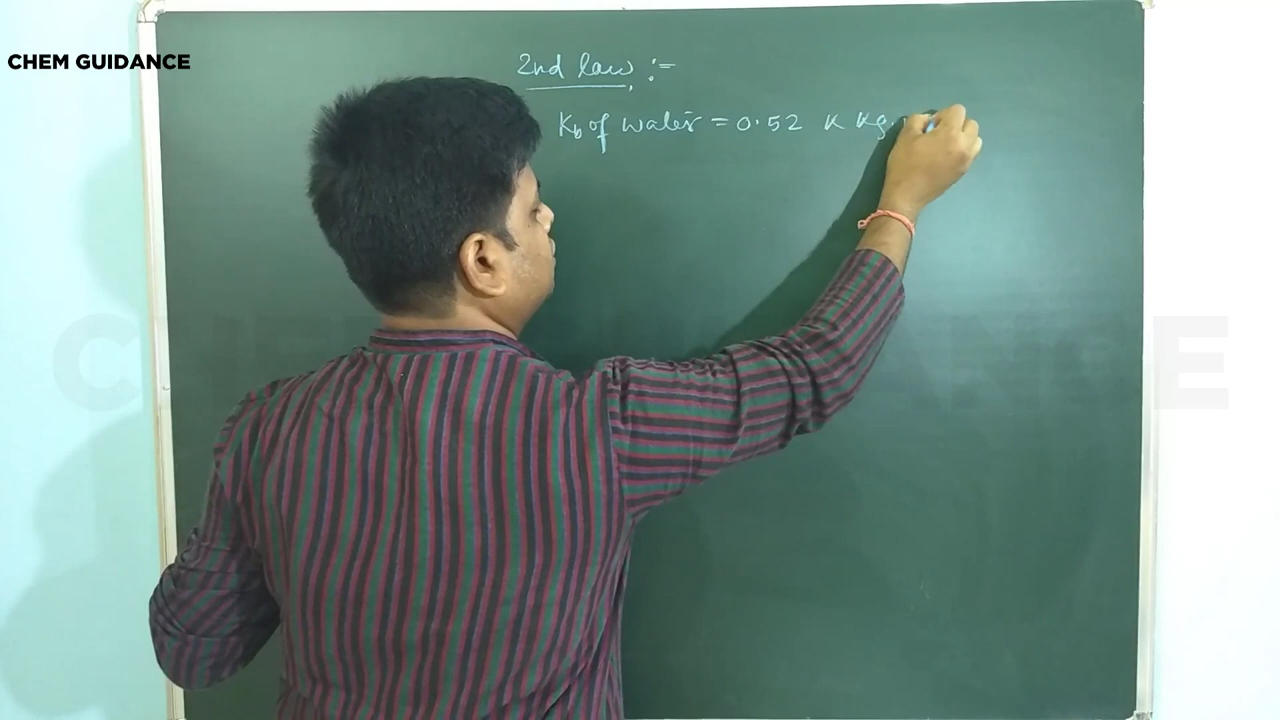 CHEM GUIDANCE
2nd law :-
Kb of water = 0.52 K Kg.